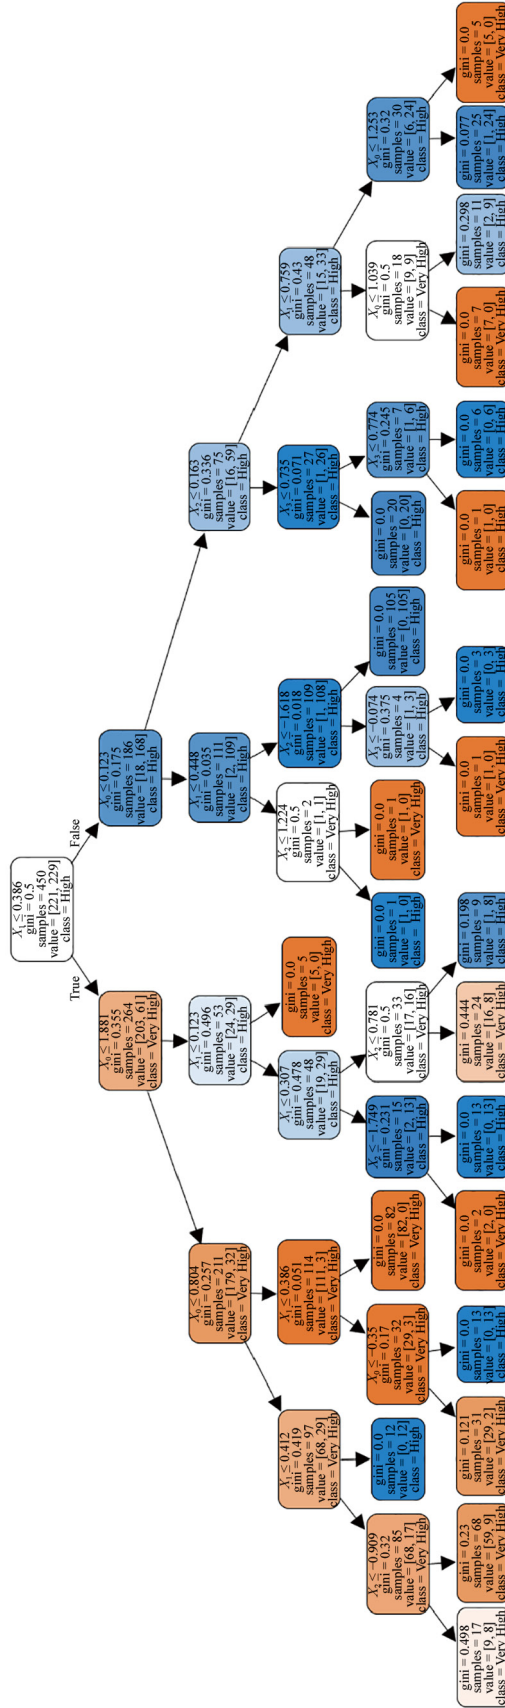 X₁ ≤ 0.386
gini = 0.5
samples = 450
value = [221, 229]
class = High
True
False
X₀ ≤ 1.881
gini = 0.355
samples = 264
value = [203, 61]
class = Very High
X₀ ≤ 0.125
gini = 0.175
samples = 186
value = [18, 168]
class = High
X₀ ≤ 0.804
gini = 0.257
samples = 211
value = [179, 32]
class = Very High
X₁ ≤ 0.123
gini = 0.496
samples = 53
value = [24, 29]
class = High
X₁ ≤ 0.448
gini = 0.035
samples = 111
value = [2, 109]
class = High
X₂ ≤ 0.163
gini = 0.336
samples = 75
value = [16, 59]
class = High
X₁ ≤ 0.412
gini = 0.419
samples = 97
value = [68, 29]
class = Very High
X₁ ≤ 0.386
gini = 0.051
samples = 114
value = [111, 3]
class = Very High
X₁ ≤ 0.307
gini = 0.478
samples = 48
value = [19, 29]
class = High
gini = 0.0
samples = 5
value = [5, 0]
class = Very High
X₂ ≤ 1.224
gini = 0.5
samples = 2
value = [1, 1]
class = Very High
X₂ ≤ −1.618
gini = 0.018
samples = 109
value = [1, 108]
class = High
X₃ ≤ 0.735
gini = 0.071
samples = 27
value = [1, 26]
class = High
X₁ ≤ 0.759
gini = 0.43
samples = 48
value = [15, 33]
class = High
X₂ ≤ −0.909
gini = 0.32
samples = 85
value = [68, 17]
class = Very High
gini = 0.0
samples = 12
value = [0, 12]
class = High
X₀ ≤ −0.35
gini = 0.17
samples = 32
value = [29, 3]
class = Very High
gini = 0.0
samples = 82
value = [82, 0]
class = Very High
X₂ ≤ −1.749
gini = 0.231
samples = 15
value = [2, 13]
class = High
X₂ ≤ 0.781
gini = 0.5
samples = 33
value = [17, 16]
class = Very High
gini = 0.0
samples = 1
value = [1, 0]
class = High
gini = 0.0
samples = 1
value = [1, 0]
class = Very High
X₂ ≤ −0.074
gini = 0.375
samples = 4
value = [1, 3]
class = High
gini = 0.0
samples = 105
value = [0, 105]
class = High
gini = 0.0
samples = 20
value = [0, 20]
class = High
X₃ ≤ 0.774
gini = 0.245
samples = 7
value = [1, 6]
class = High
X₀ ≤ 1.039
gini = 0.5
samples = 18
value = [9, 9]
class = Very High
X₀ ≤ 1.253
gini = 0.32
samples = 30
value = [6, 24]
class = High
gini = 0.498
samples = 17
value = [9, 8]
class = Very High
gini = 0.23
samples = 68
value = [59, 9]
class = Very High
gini = 0.121
samples = 31
value = [29, 2]
class = Very High
gini = 0.0
samples = 13
value = [0, 13]
class = High
gini = 0.0
samples = 2
value = [2, 0]
class = Very High
gini = 0.0
samples = 13
value = [0, 13]
class = High
gini = 0.444
samples = 24
value = [16, 8]
class = Very High
gini = 0.198
samples = 9
value = [1, 8]
class = High
gini = 0.0
samples = 1
value = [1, 0]
class = Very High
gini = 0.0
samples = 3
value = [0, 3]
class = High
gini = 0.0
samples = 1
value = [1, 0]
class = Very High
gini = 0.0
samples = 6
value = [0, 6]
class = High
gini = 0.0
samples = 7
value = [7, 0]
class = Very High
gini = 0.298
samples = 11
value = [2, 9]
class = High
gini = 0.077
samples = 25
value = [1, 24]
class = High
gini = 0.0
samples = 5
value = [5, 0]
class = Very High